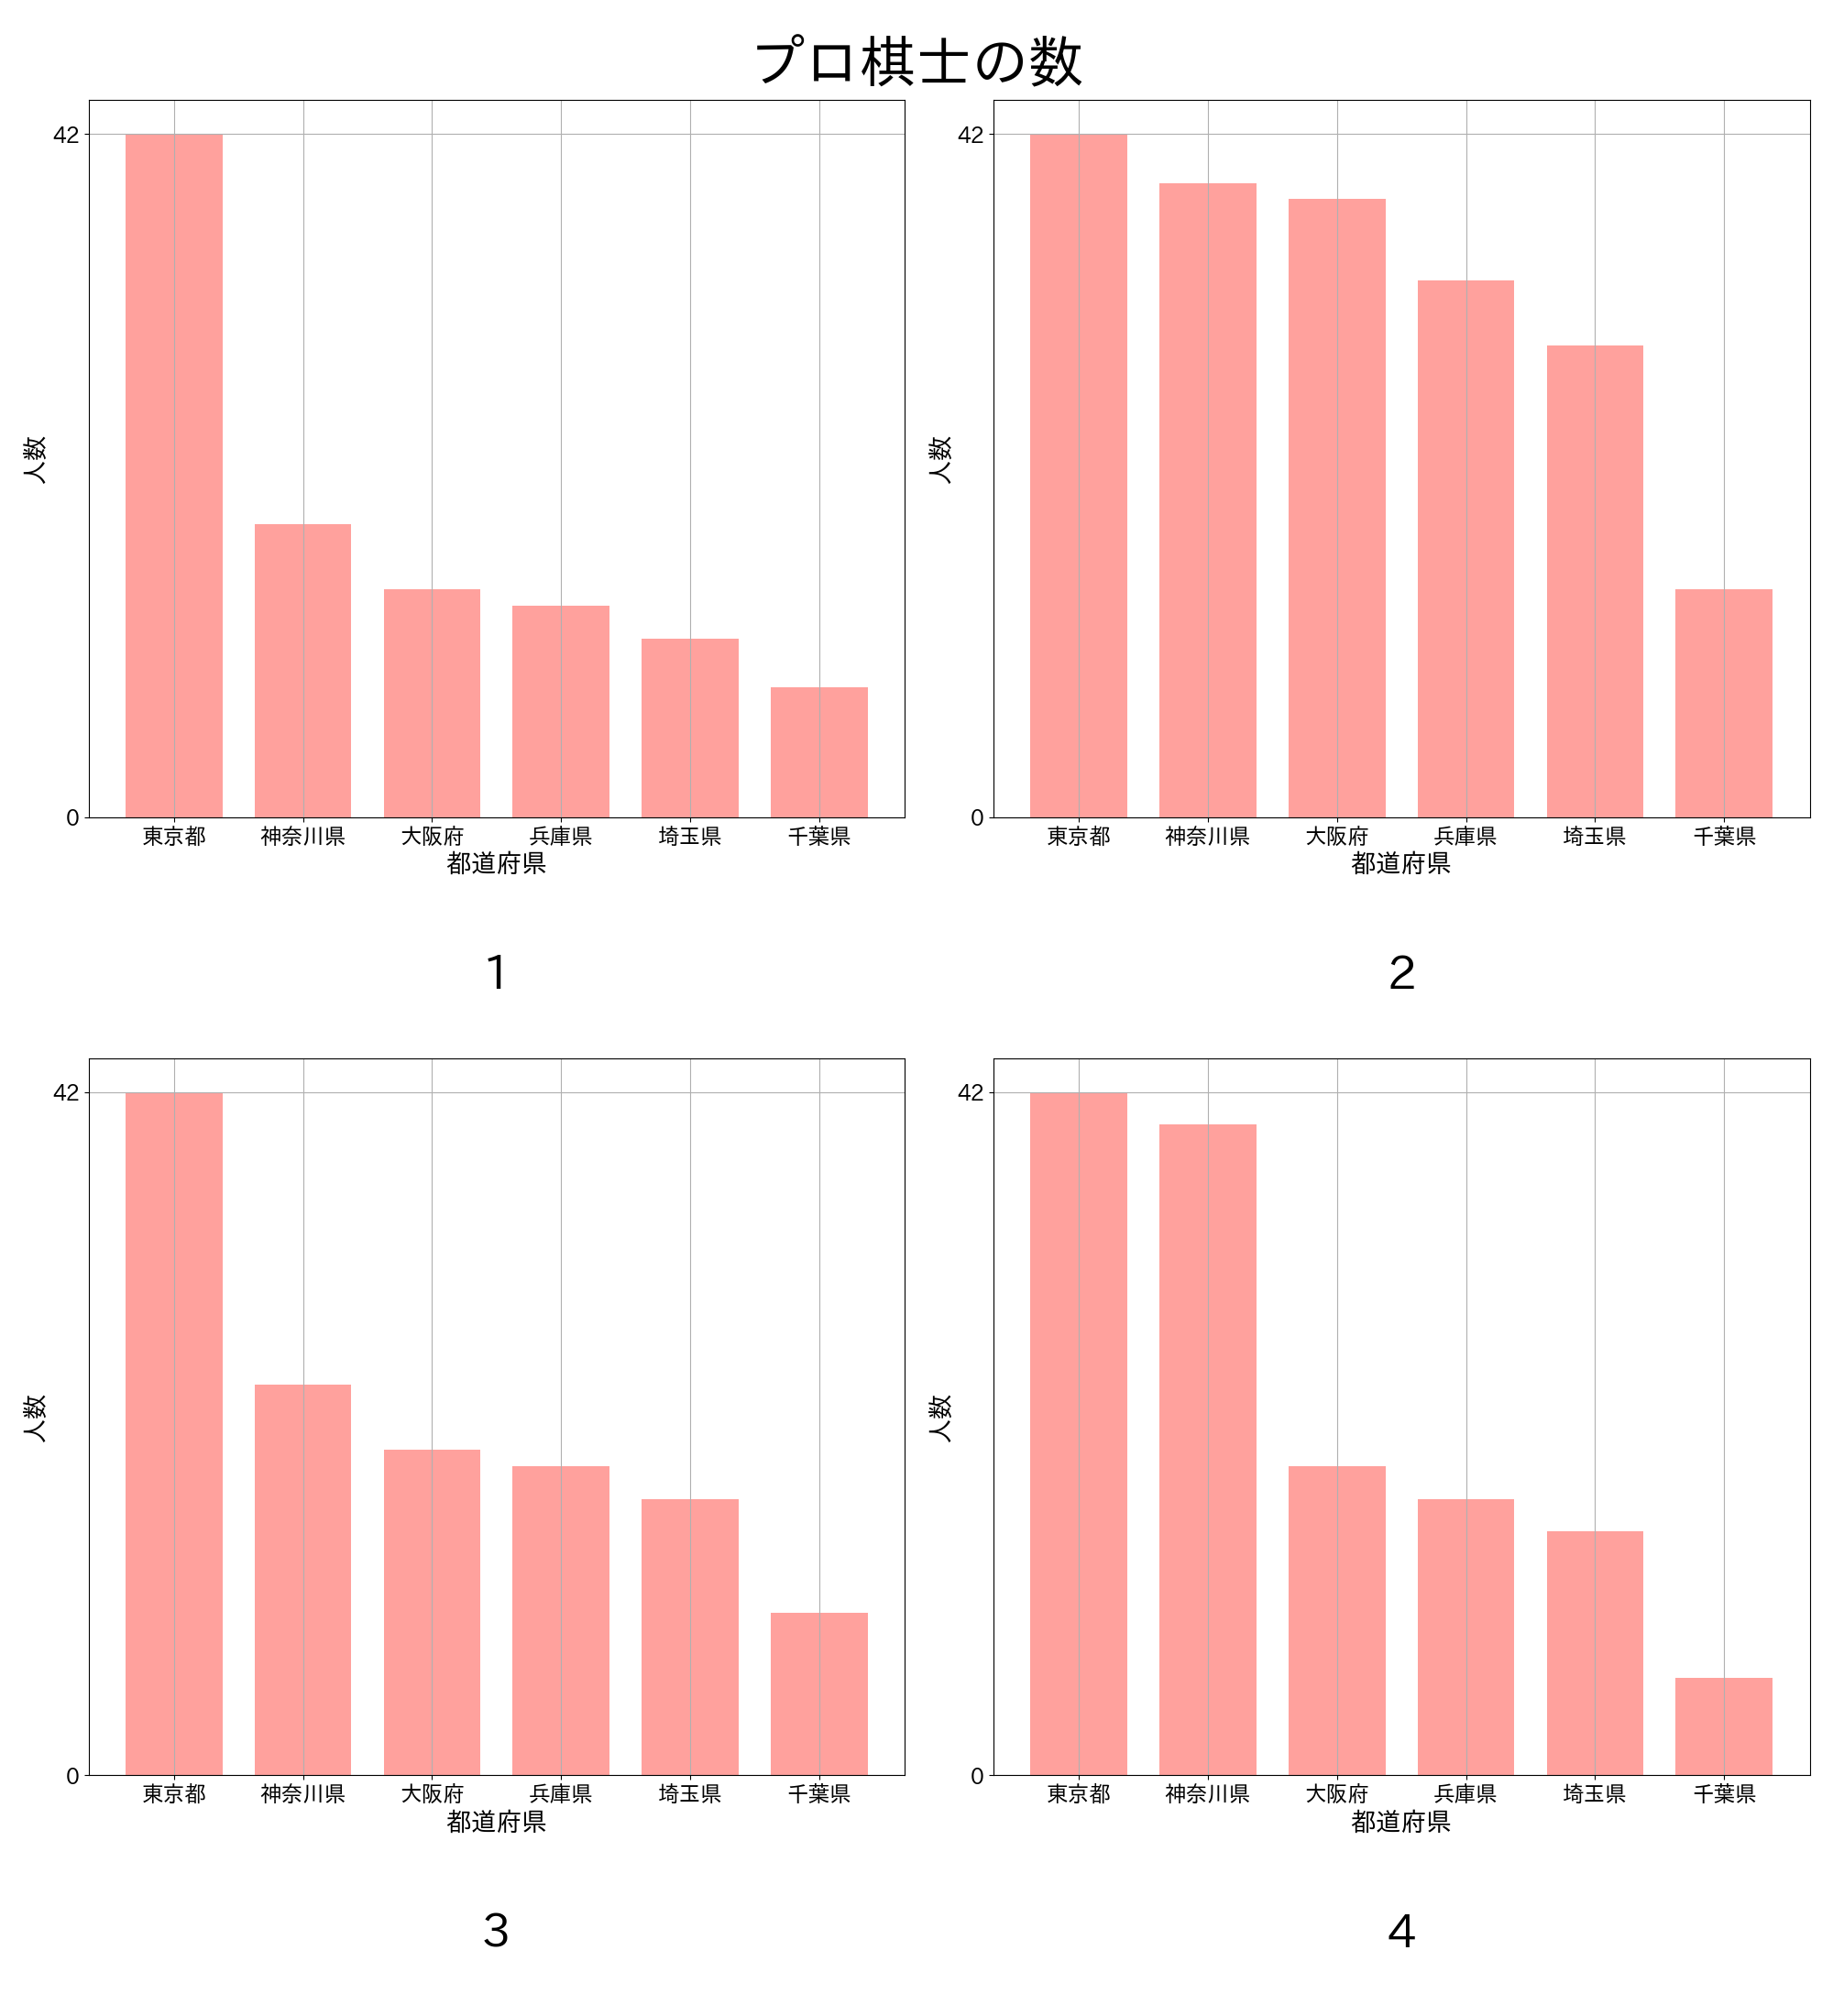 プロ棋士の数
42
人数
0
東京都 神奈川県 大阪府 兵庫県 埼玉県 千葉県
都道府県
1
42
人数
0
東京都 神奈川県 大阪府 兵庫県 埼玉県 千葉県
都道府県
2
42
人数
0
東京都 神奈川県 大阪府 兵庫県 埼玉県 千葉県
都道府県
3
42
人数
0
東京都 神奈川県 大阪府 兵庫県 埼玉県 千葉県
都道府県
4